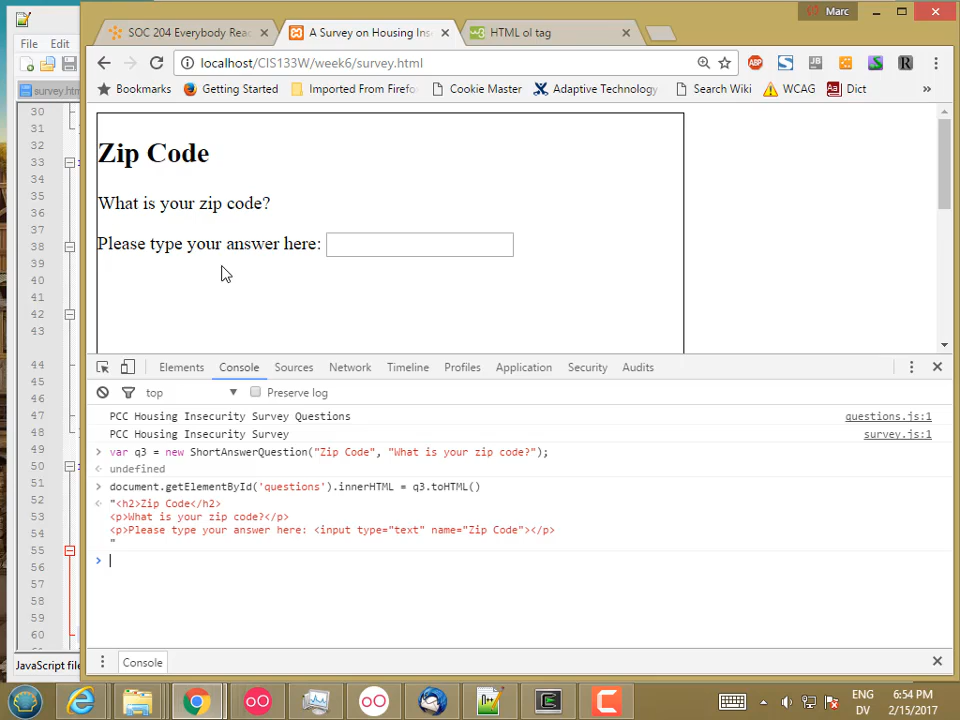 Marc
SOC 204 Everybody Rea
A Survey on Housing Inse
HTML ol tag
File Edit
localhost/CIS133W/week6/survey.html
Bookmarks Getting Started Imported From Firefo Cookie Master Adaptive Technology Search Wiki WCAG Dict »
survey.htm
30
31
32
33
34
35
36
37
38
39
40
41
42
43
44
45
46
47
48
49
50
51
52
53
54
55
56
57
58
59
60
Zip Code
What is your zip code?
Please type your answer here:
Elements Console Sources Network Timeline Profiles Application Security Audits
top Preserve log
PCC Housing Insecurity Survey Questions questions.js:1
PCC Housing Insecurity Survey survey.js:1
> var q3 = new ShortAnswerQuestion("Zip Code", "What is your zip code?");
undefined
> document.getElementById('questions').innerHTML = q3.toHTML()
"<h2>Zip Code</h2>
<p>What is your zip code?</p>
<p>Please type your answer here: <input type="text" name="Zip Code"></p>
"
>
Console
JavaScript file
ENG
DV
6:54 PM
2/15/2017